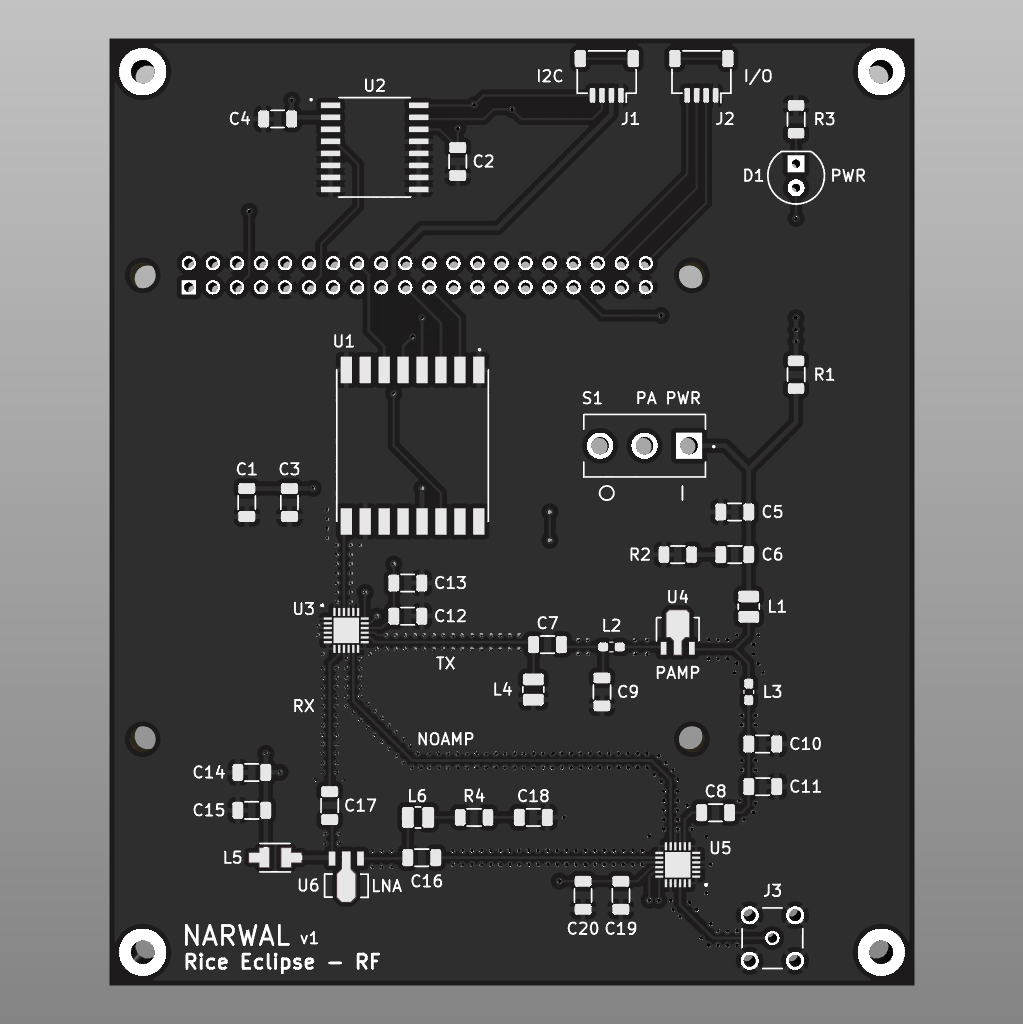 I2C
I/O
U2
J1
J2
C4
R3
C2
D1
PWR
U1
R1
S1
PA PWR
C1
C3
O
|
C5
R2
C6
C13
U3
C12
U4
L1
C7
L2
TX
PAMP
L4
C9
L3
RX
NOAMP
C10
C14
C11
C15
C17
L6
R4
C18
C8
L5
U5
U6
LNA
C16
J3
C20
C19
NARWAL v1
Rice Eclipse - RF